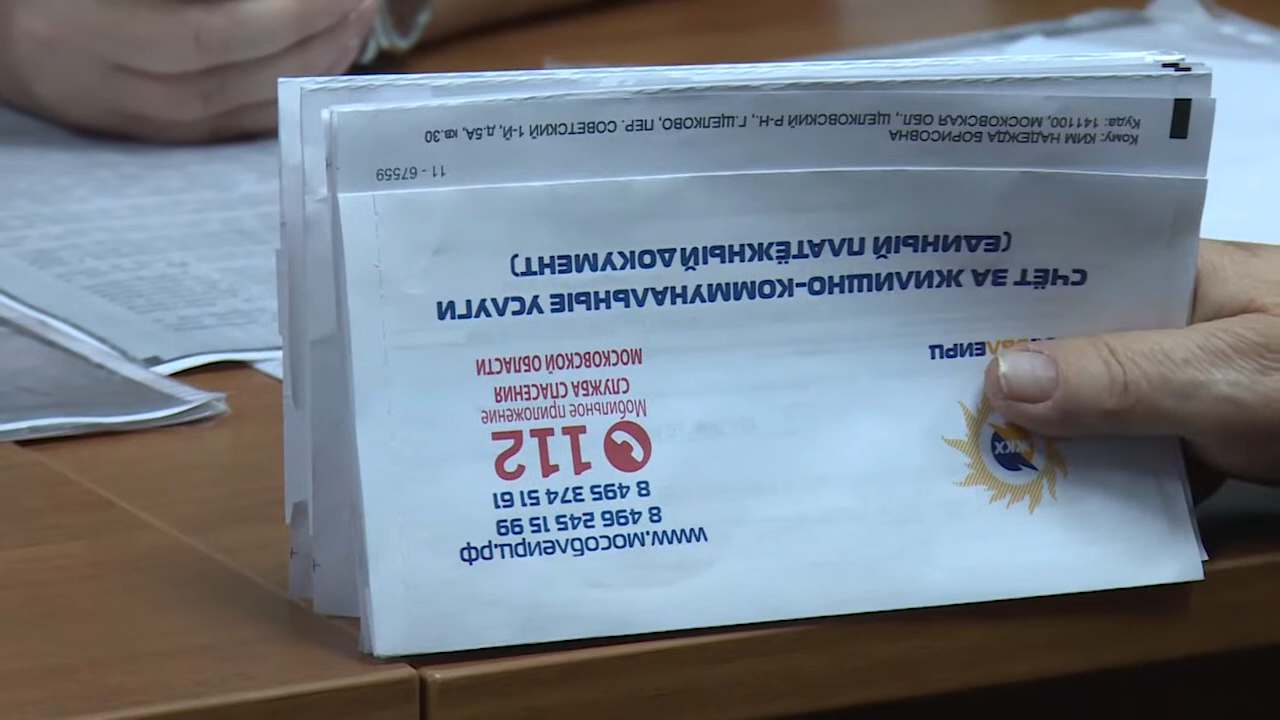 www.мособлеирц.рф
8 496 245 15 99
8 495 374 51 61
112
Мобильное приложение
СЛУЖБА СПАСЕНИЯ
МОСКОВСКОЙ ОБЛАСТИ
ЖКХ
ЛЕИРЦ
СЧЁТ ЗА ЖИЛИЩНО-КОММУНАЛЬНЫЕ УСЛУГИ
(ЕДИНЫЙ ПЛАТЁЖНЫЙ ДОКУМЕНТ)
11 - 67559
Кому: КИМ НАДЕЖДА БОРИСОВНА
Куда: 141100, МОСКОВСКАЯ ОБЛ., ЩЕЛКОВСКИЙ Р-Н., Г.ЩЕЛКОВО, ПЕР. СОВЕТСКИЙ 1-Й, д.5А, кв.30